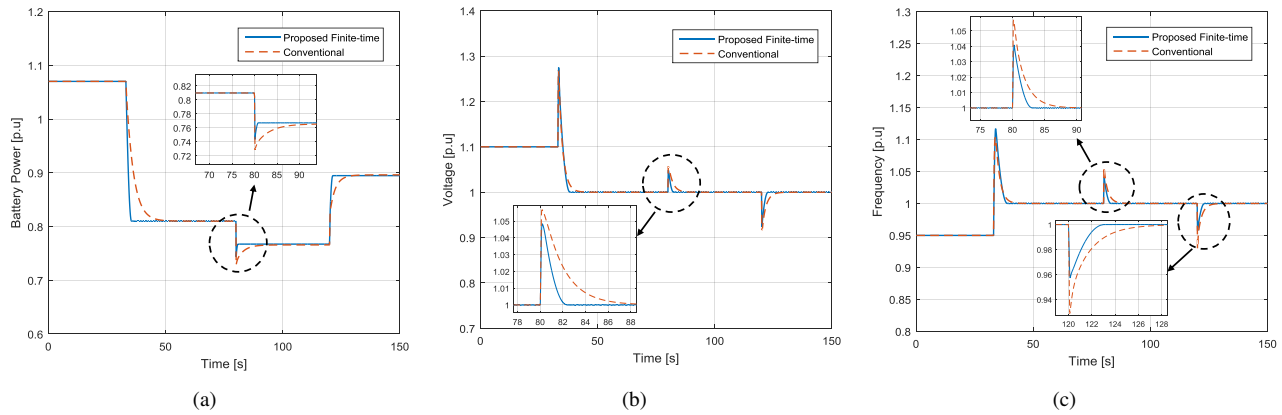 1.2
1.1
1
0.9
0.8
0.7
0.6
Battery Power [p.u]
Proposed Finite-time
Conventional
0.82
0.8
0.78
0.76
0.74
0.72
70 75 80 85 90
0 50 100 150
Time [s]
(a)
1.4
1.3
1.2
1.1
1
0.9
0.8
0.7
Voltage [p.u]
Proposed Finite-time
Conventional
1.05
1.04
1.03
1.02
1.01
1
78 80 82 84 86 88
0 50 100 150
Time [s]
(b)
1.3
1.25
1.2
1.15
1.1
1.05
1
0.95
0.9
0.85
0.8
Frequency [p.u]
Proposed Finite-time
Conventional
1.05
1.04
1.03
1.02
1.01
1
75 80 85 90
1
0.98
0.96
0.94
120 122 124 126 128
0 50 100 150
Time [s]
(c)